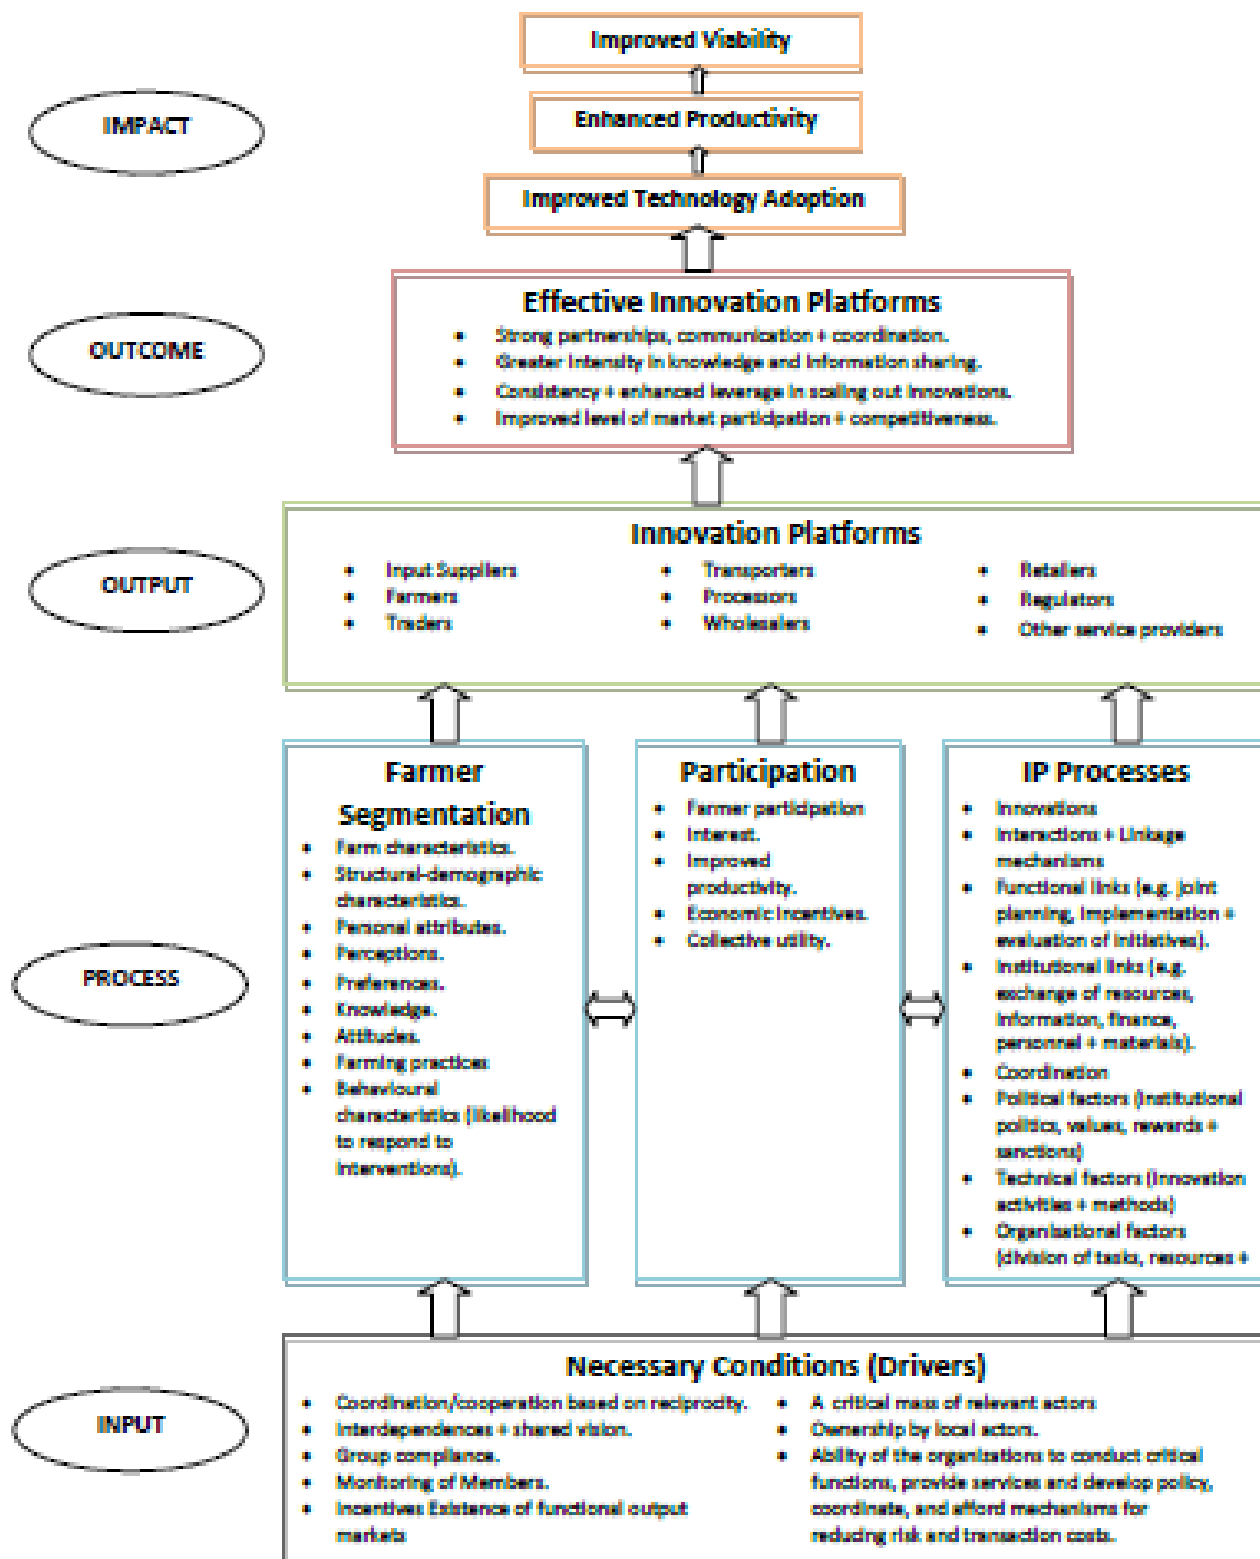 Improved Viability
IMPACT
Enhanced Productivity
Improved Technology Adoption
OUTCOME
Effective Innovation Platforms
• Strong partnerships, communication + coordination.
• Greater intensity in knowledge and information sharing.
• Consistency + enhanced leverage in scaling out innovations.
• Improved level of market participation + competitiveness.
OUTPUT
Innovation Platforms
• Input Suppliers
• Farmers
• Traders
• Transporters
• Processors
• Wholesalers
• Retailers
• Regulators
• Other service providers
PROCESS
Farmer
Segmentation
• Farm characteristics.
• Structural-demographic
characteristics.
• Personal attributes.
• Perceptions.
• Preferences.
• Knowledge.
• Attitudes.
• Farming practices
• Behavioural
characteristics (likelihood
to respond to
interventions).
Participation
• Farmer participation
• Interest.
• Improved
productivity.
• Economic incentives.
• Collective utility.
IP Processes
• Innovations
• Interactions + Linkage
mechanisms
• Functional links (e.g. joint
planning, implementation +
evaluation of initiatives).
• Institutional links (e.g.
exchange of resources,
information, finance,
personnel + materials).
• Coordination
• Political factors (institutional
politics, values, rewards +
sanctions)
• Technical factors (innovation
activities + methods)
• Organisational factors
(division of tasks, resources +
INPUT
Necessary Conditions (Drivers)
• Coordination/cooperation based on reciprocity.
• Interdependences + shared vision.
• Group compliance.
• Monitoring of Members.
• Incentives Existence of functional output
markets
• A critical mass of relevant actors
• Ownership by local actors.
• Ability of the organizations to conduct critical
functions, provide services and develop policy,
coordinate, and afford mechanisms for
reducing risk and transaction costs.